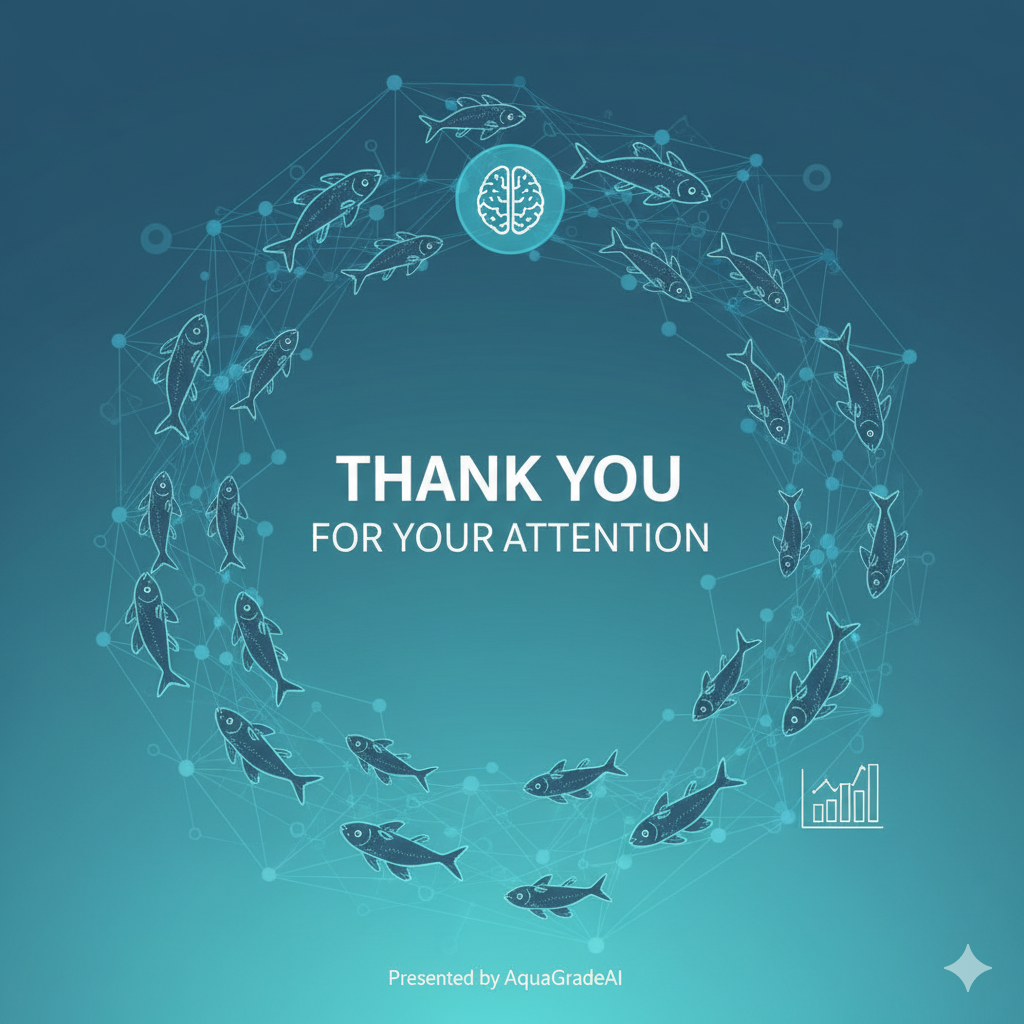 THANK YOU
FOR YOUR ATTENTION
Presented by AquaGradeAI